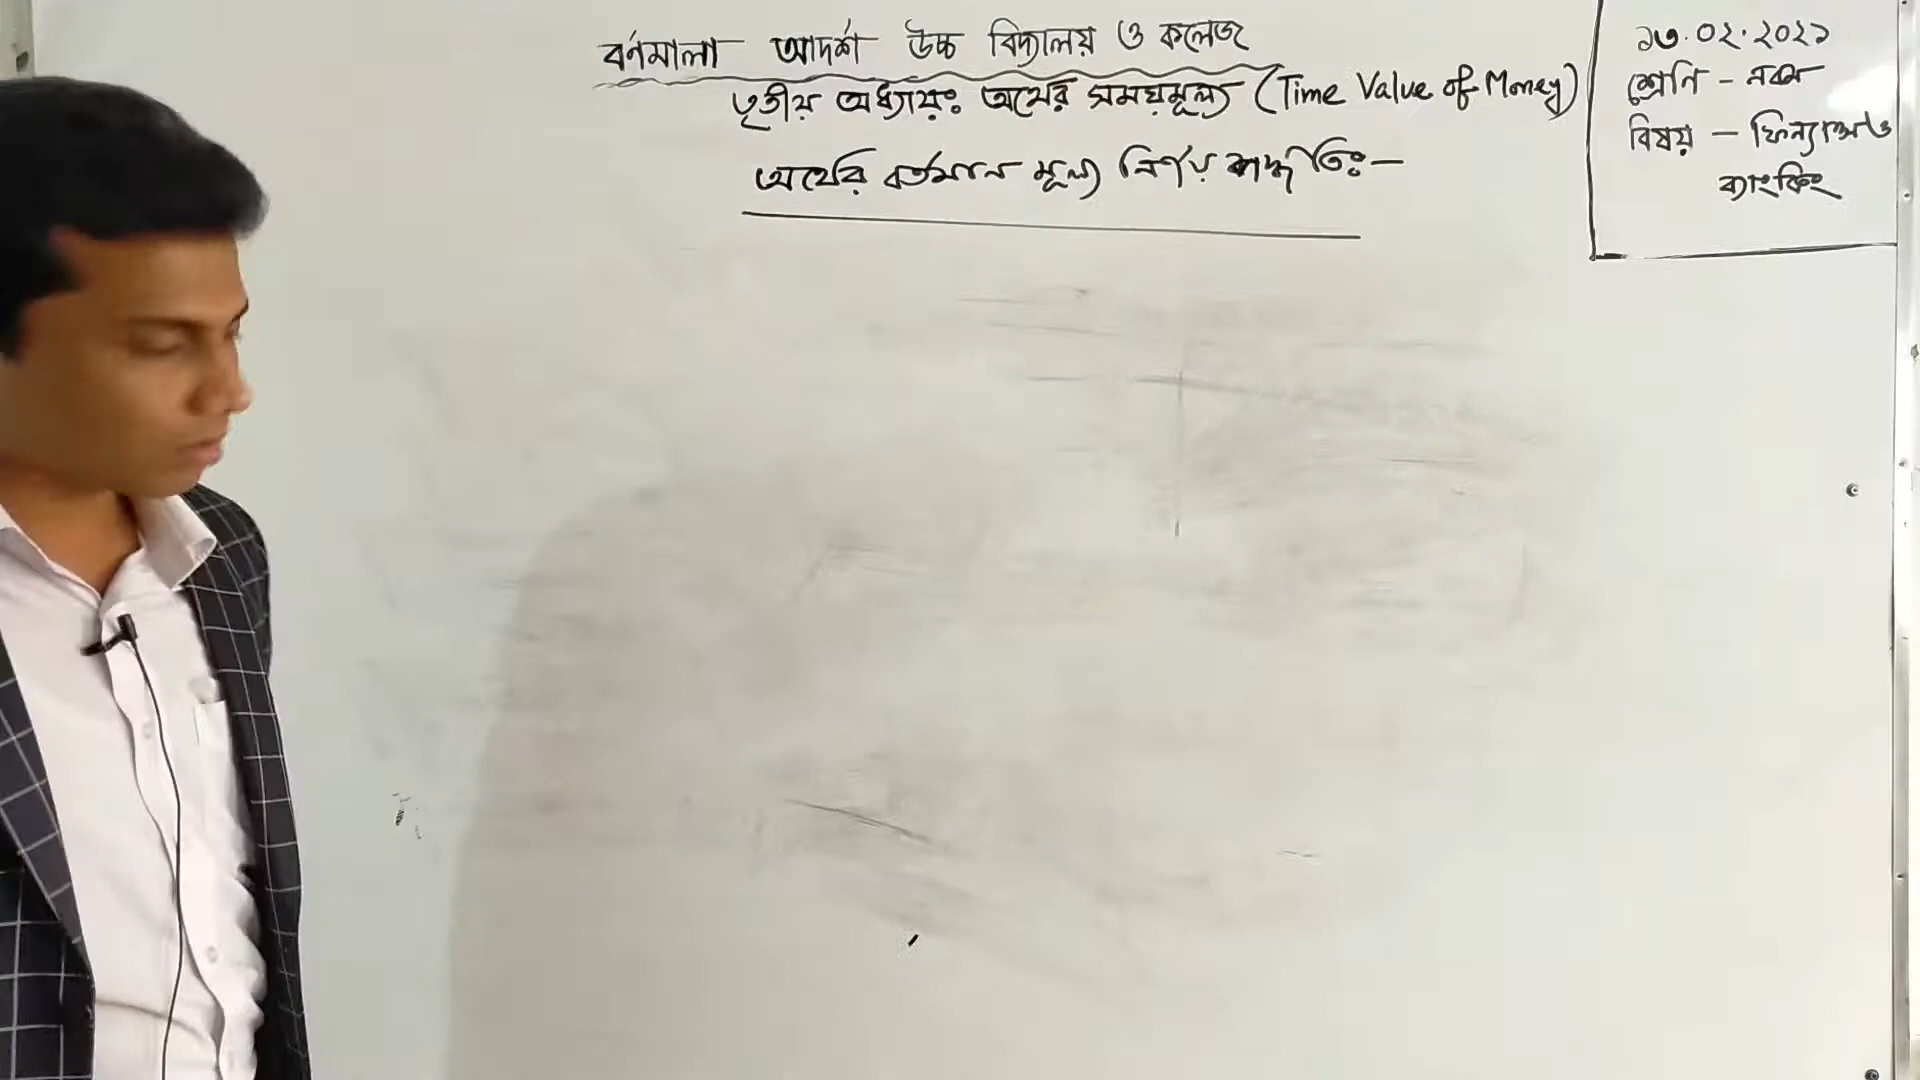 বর্ণমালা আদর্শ উচ্চ বিদ্যালয় ও কলেজ
তৃতীয় অধ্যায়ঃ অর্থের সময়মূল্য (Time Value of Money)
অর্থের বর্তমান মূল্য নির্ণয় পদ্ধতিঃ-
১৩.০২.২০২১
শ্রেণি - নবম
বিষয় - ফিন্যান্স ও
ব্যাংকিং